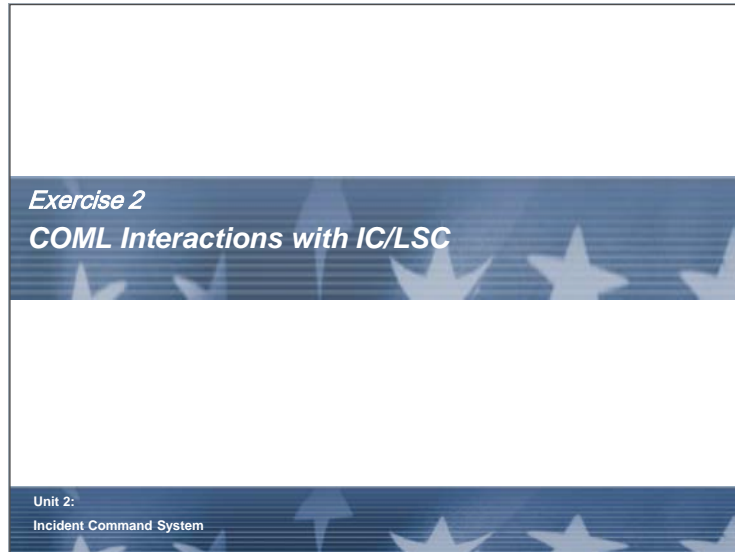 Exercise 2
COML Interactions with IC/LSC
Unit 2:
Incident Command System